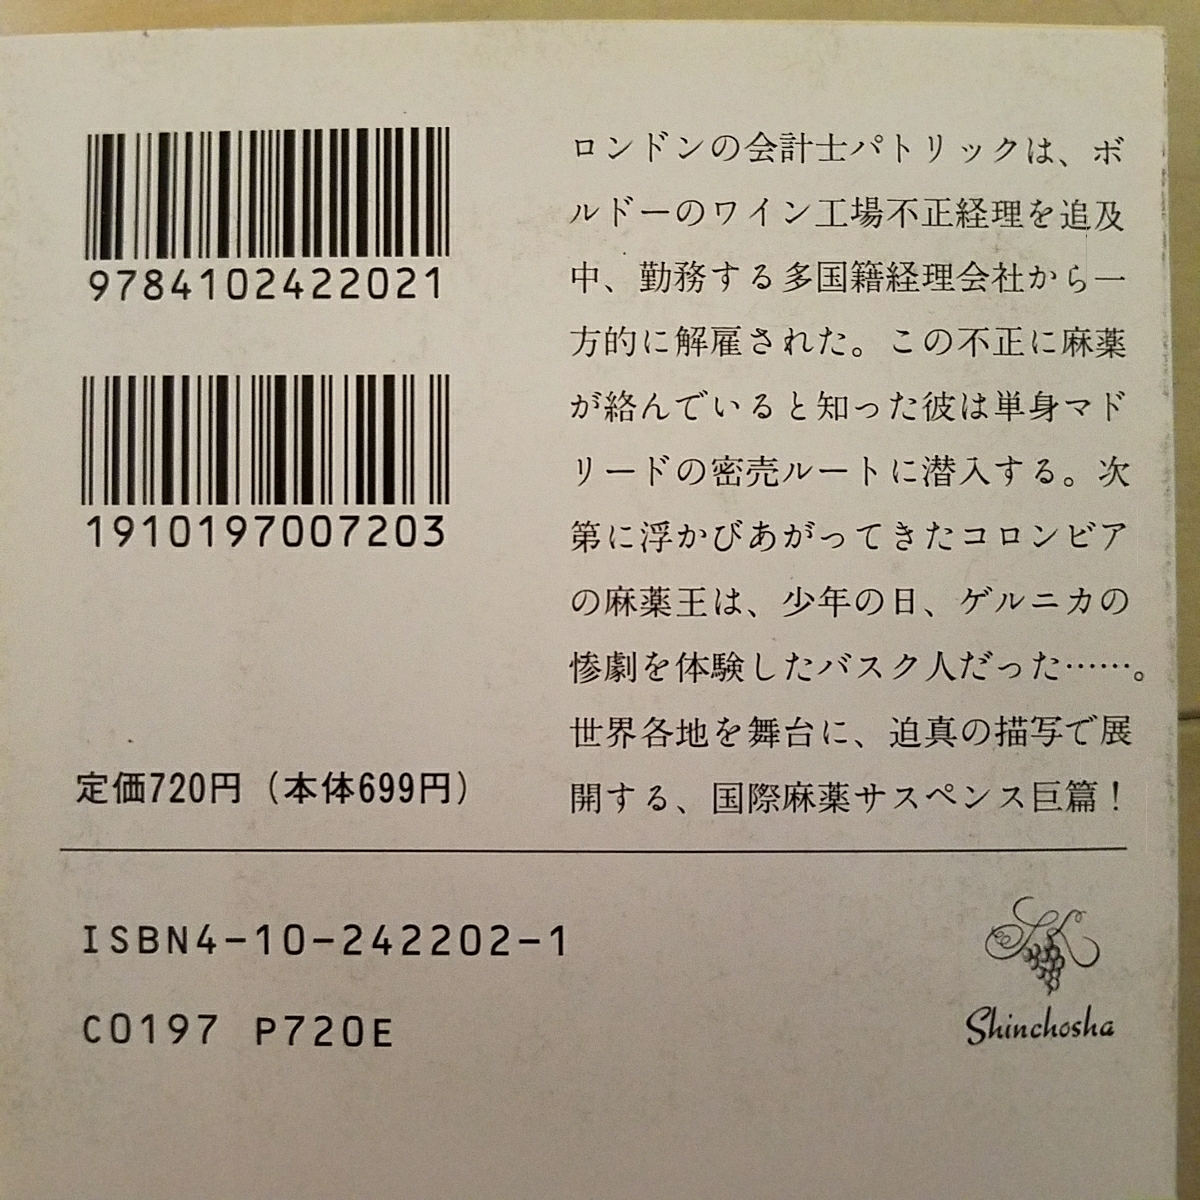 9784102422021
1910197007203
ロンドンの会計士パトリックは、ボ
ルドーのワイン工場不正経理を追及
中、勤務する多国籍経理会社から一
方的に解雇された。この不正に麻薬
が絡んでいると知った彼は単身マド
リードの密売ルートに潜入する。次
第に浮かびあがってきたコロンビア
の麻薬王は、少年の日、ゲルニカの
惨劇を体験したバスク人だった……。
世界各地を舞台に、迫真の描写で展
開する、国際麻薬サスペンス巨篇！
定価720円（本体699円）
ISBN4-10-242202-1
C0197 P720E
Shinchosha